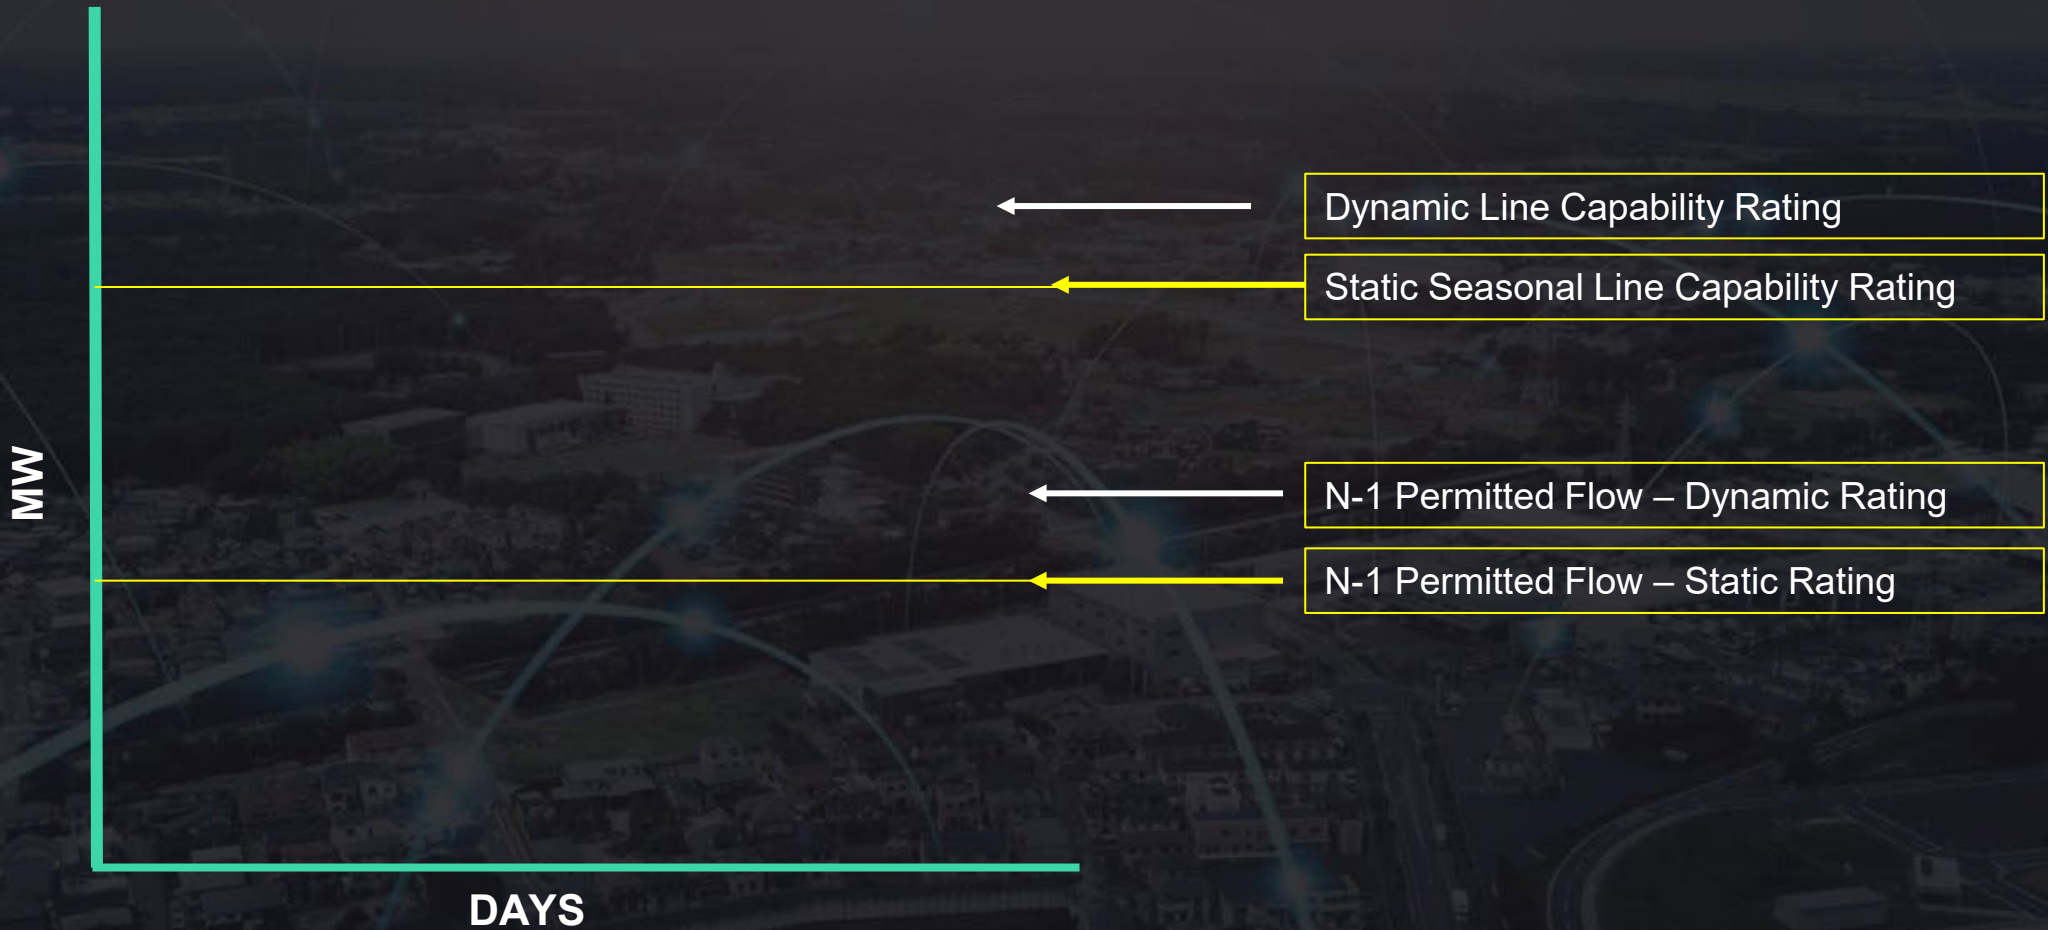 Dynamic Line Capability Rating
Static Seasonal Line Capability Rating
MW
N-1 Permitted Flow – Dynamic Rating
N-1 Permitted Flow – Static Rating
DAYS